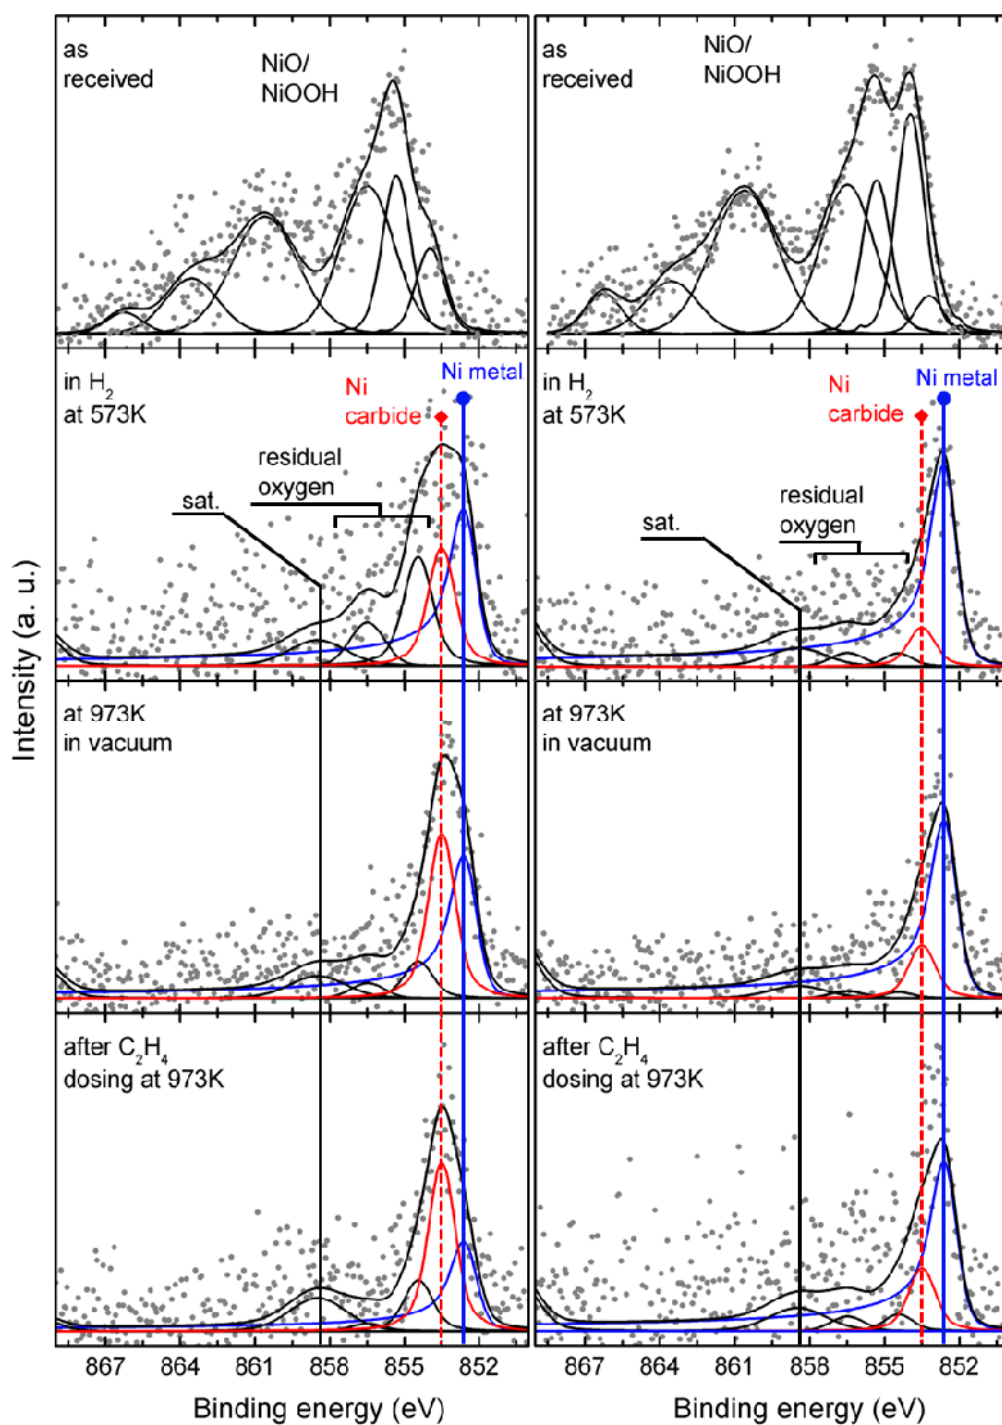 as
received
NiO/
NiOOH
as
received
NiO/
NiOOH
in H₂
at 573K
Ni
carbide
Ni metal
residual
oxygen
sat.
in H₂
at 573K
Ni
carbide
Ni metal
residual
oxygen
sat.
at 973K
in vacuum
at 973K
in vacuum
after C₂H₄
dosing at 973K
after C₂H₄
dosing at 973K
Intensity (a. u.)
867 864 861 858 854 852
867 864 861 858 854 852
Binding energy (eV)
Binding energy (eV)